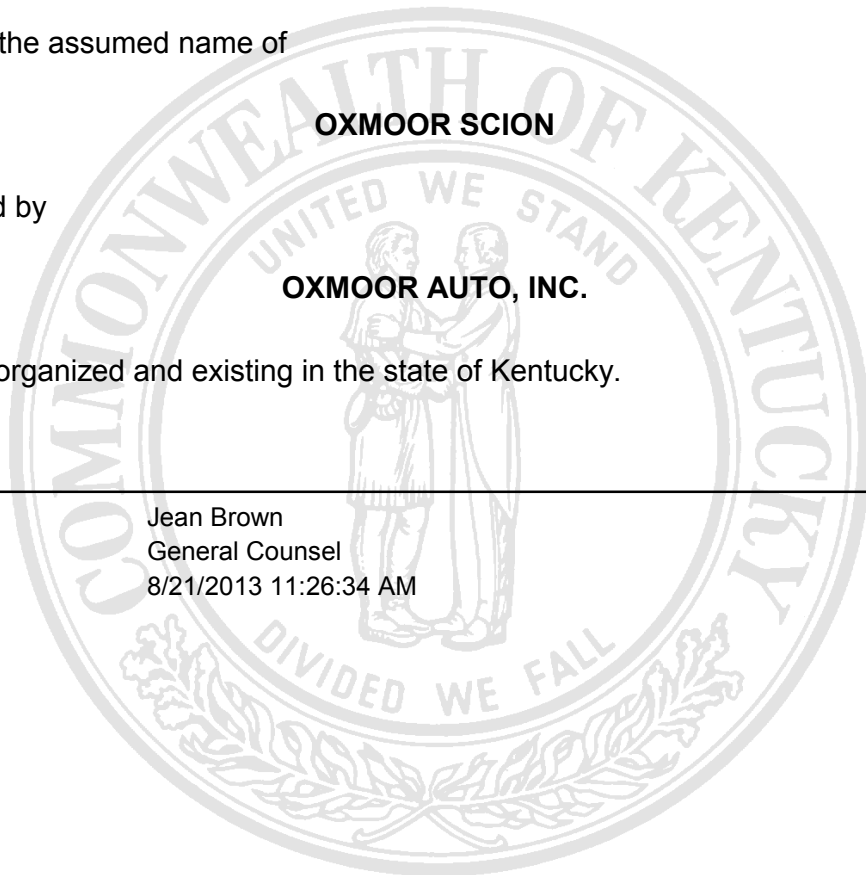 the assumed name of
OXMOOR SCION
d by
OXMOOR AUTO, INC.
organized and existing in the state of Kentucky.
Jean Brown
General Counsel
8/21/2013 11:26:34 AM
COMMONWEALTH OF KENTUCKY
UNITED WE STAND
DIVIDED WE FALL